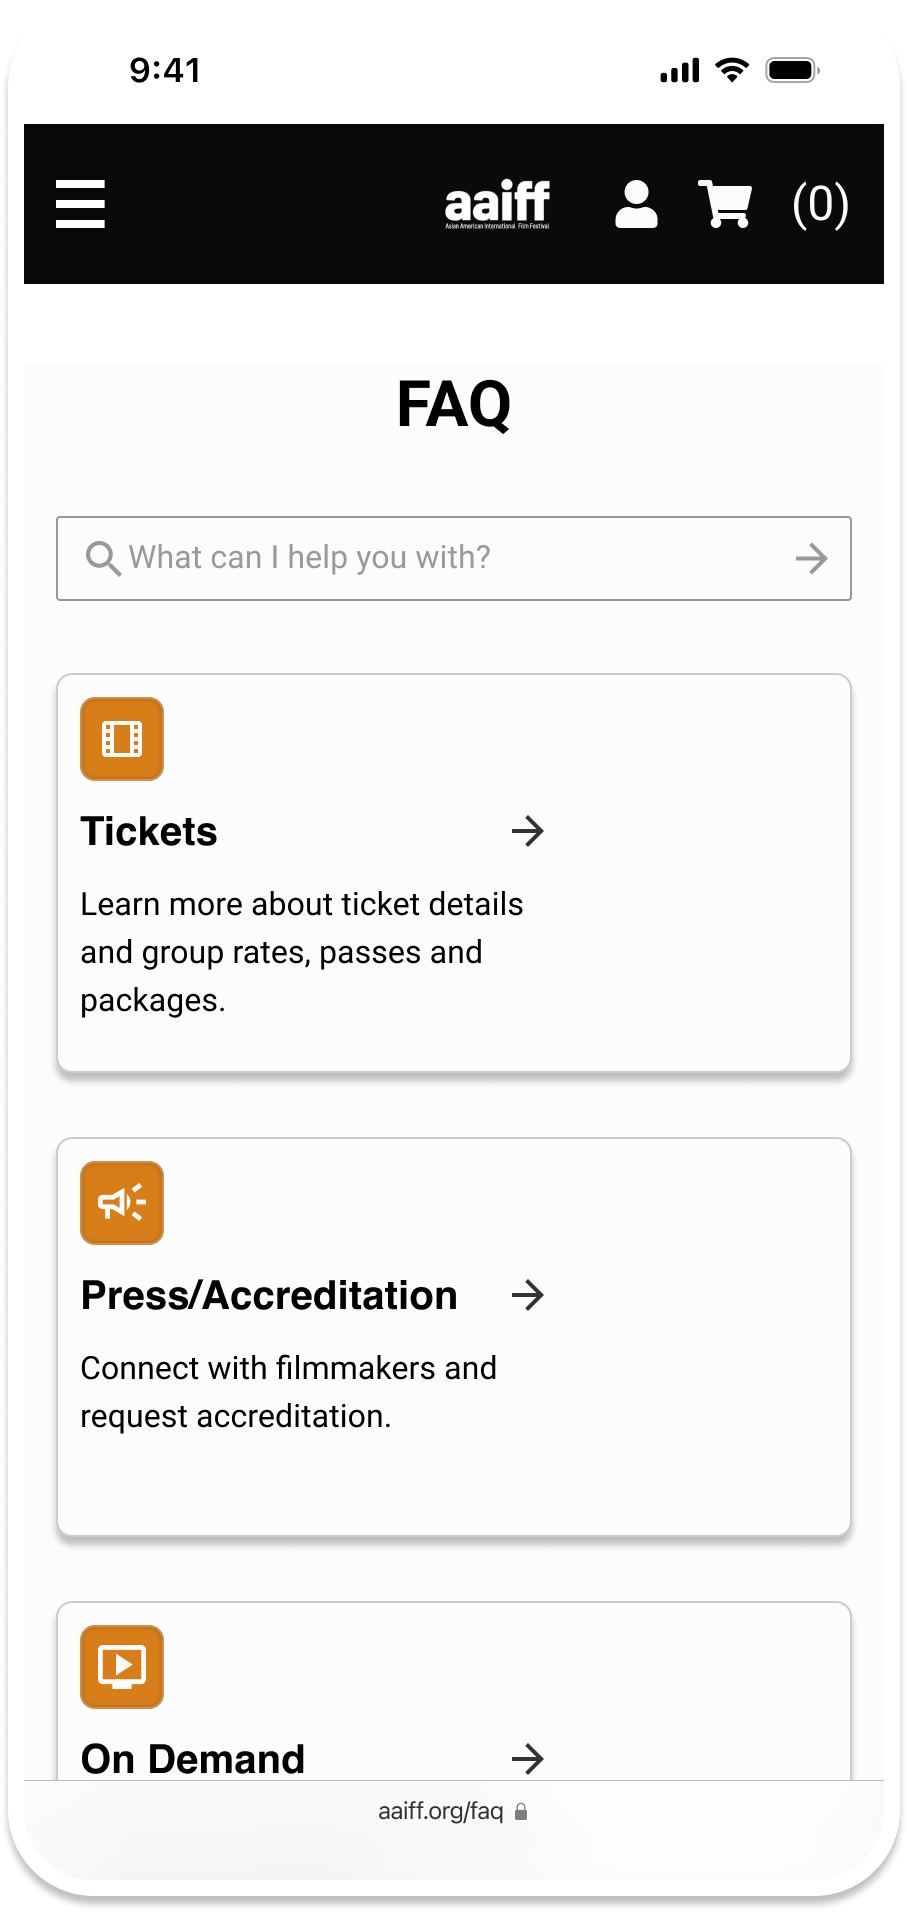 9:41
aaiff
Asian American International Film Festival
(0)
FAQ
What can I help you with?
Tickets
Learn more about ticket details
and group rates, passes and
packages.
Press/Accreditation
Connect with filmmakers and
request accreditation.
On Demand
aaiff.org/faq